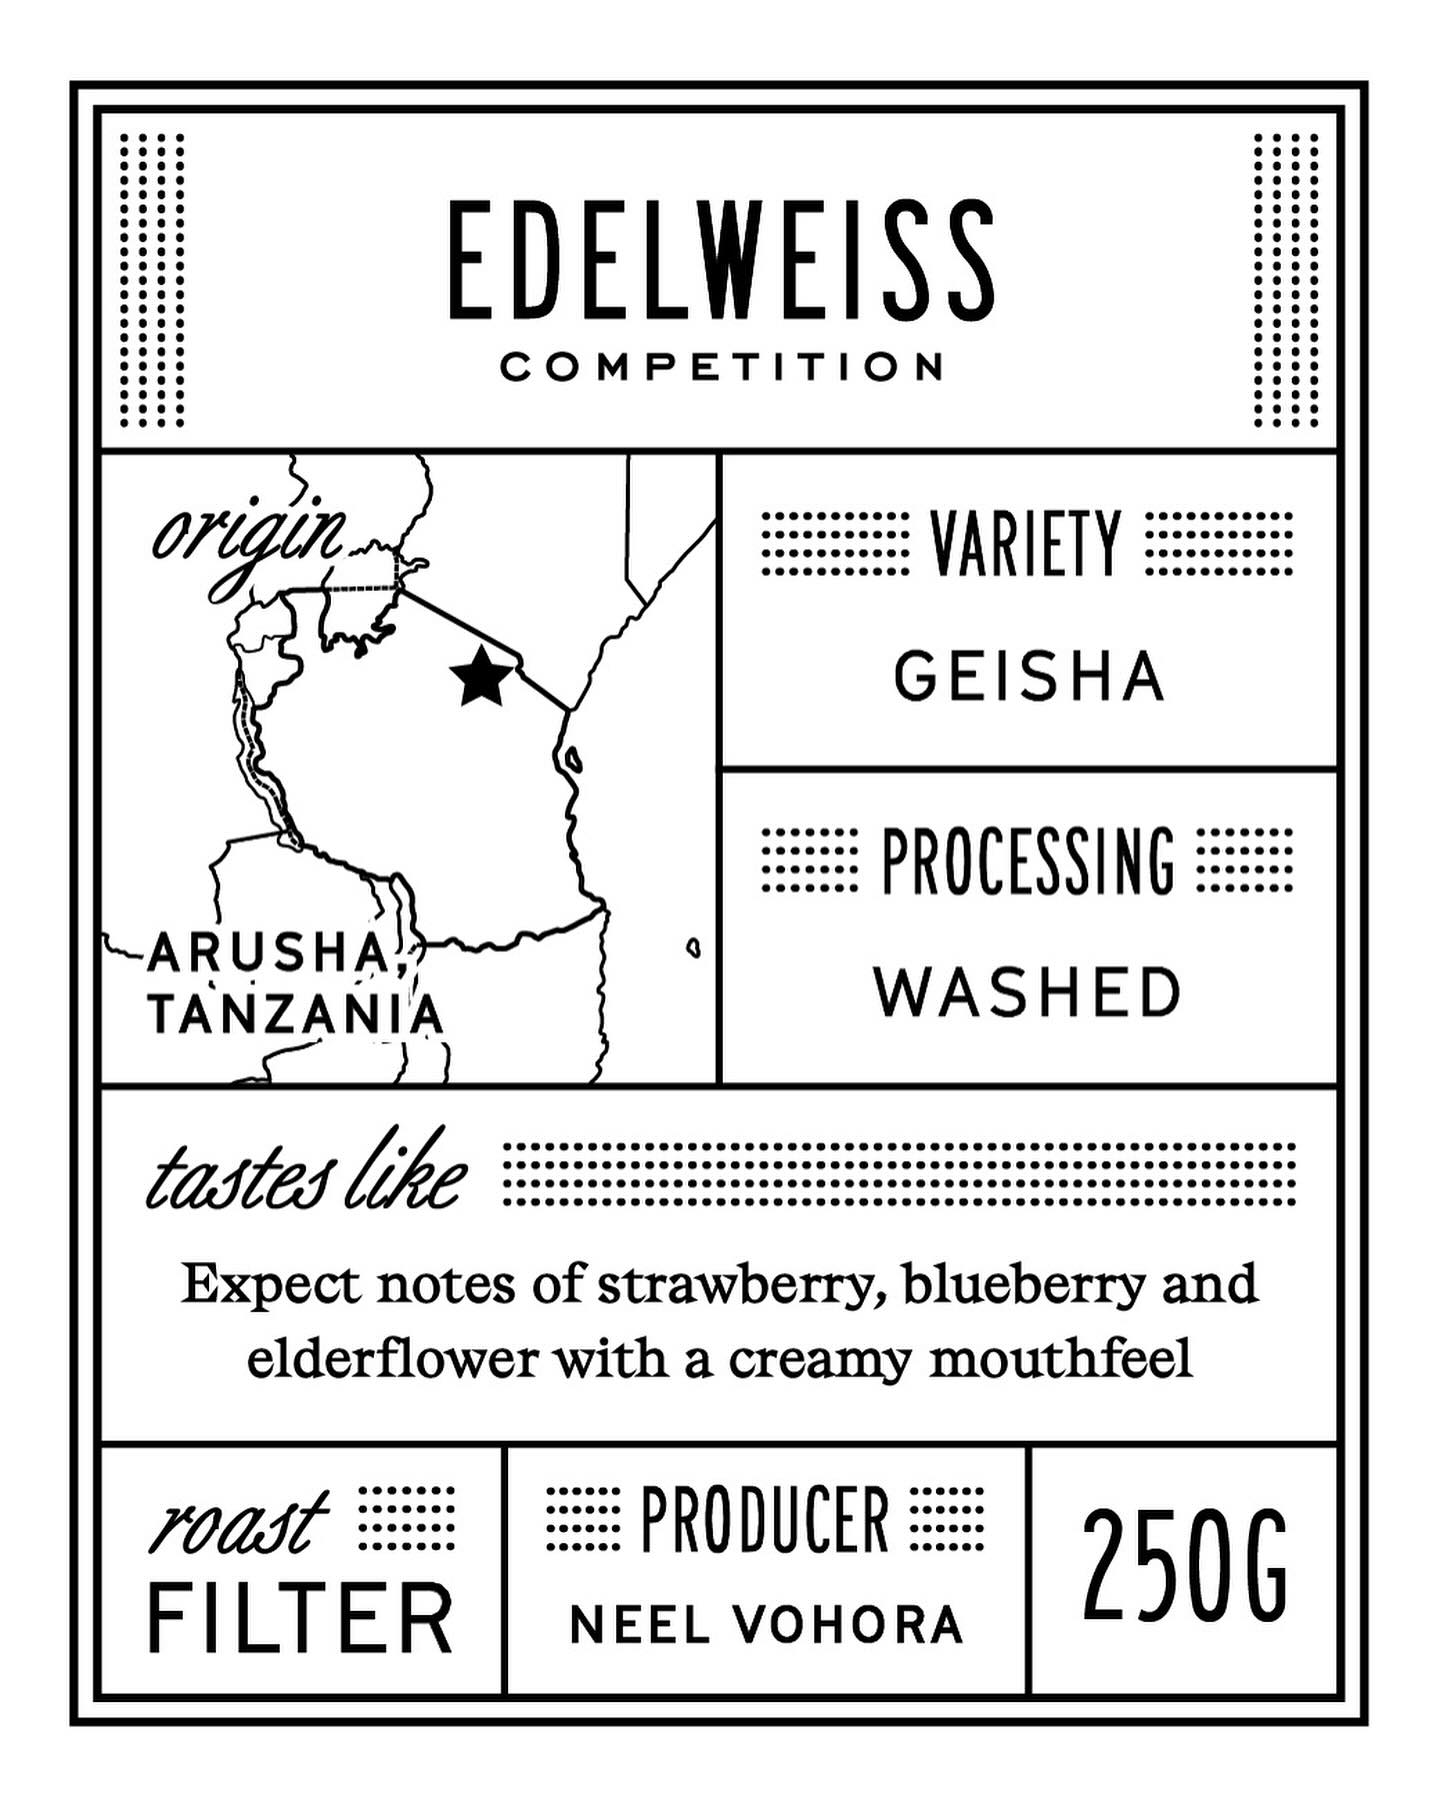 EDELWEISS
COMPETITION
origin
ARUSHA,
TANZANIA
VARIETY
GEISHA
PROCESSING
WASHED
tastes like
Expect notes of strawberry, blueberry and
elderflower with a creamy mouthfeel
roast
FILTER
PRODUCER
NEEL VOHORA
250G